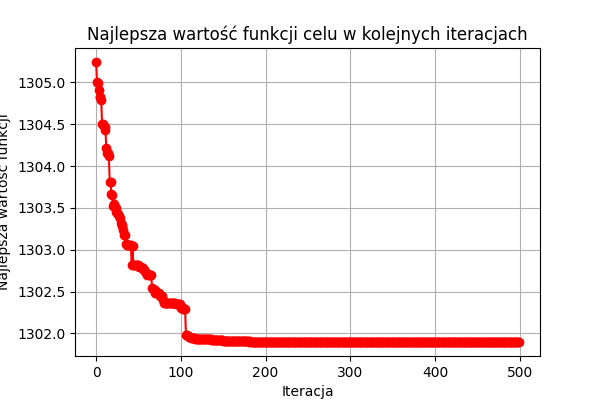 Najlepsza wartość funkcji celu w kolejnych iteracjach
Najlepsza wartość funkcji
1305.0
1304.5
1304.0
1303.5
1303.0
1302.5
1302.0
0 100 200 300 400 500
Iteracja